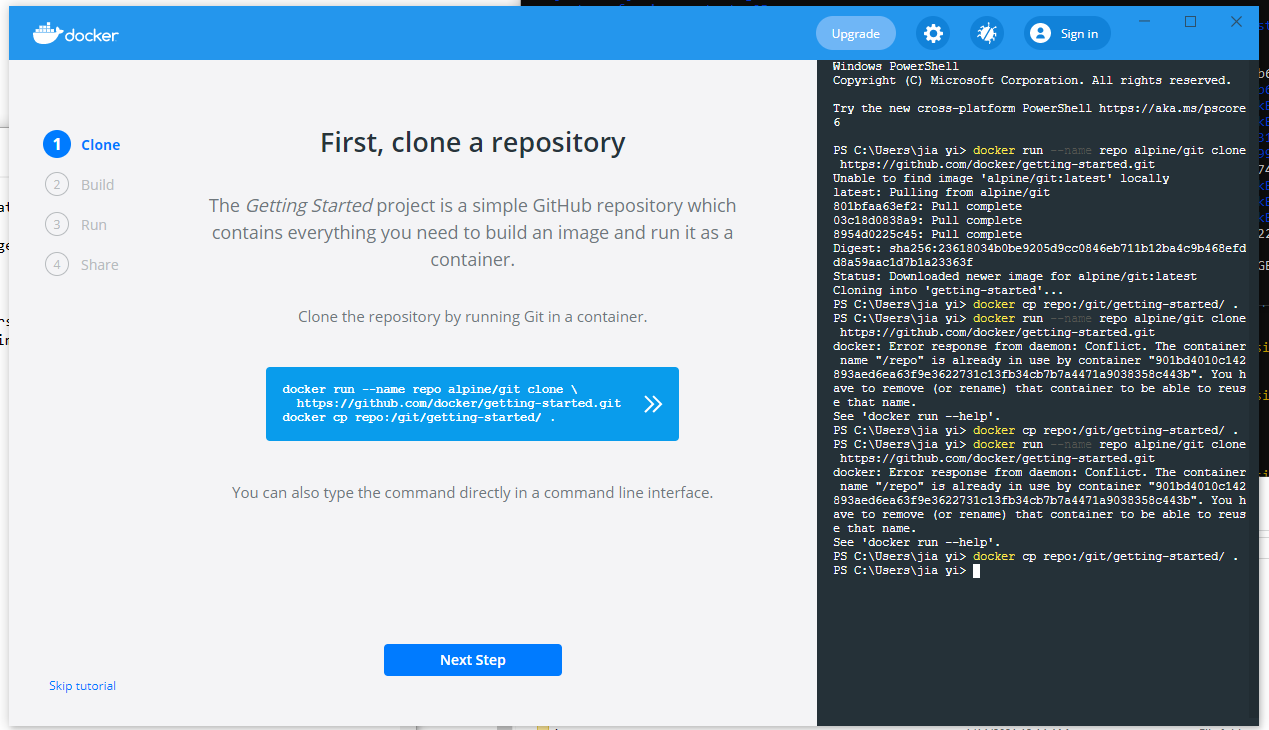 docker
Upgrade
Sign in
1 Clone
2 Build
3 Run
4 Share
First, clone a repository
The Getting Started project is a simple GitHub repository which
contains everything you need to build an image and run it as a
container.
Clone the repository by running Git in a container.
docker run --name repo alpine/git clone \
https://github.com/docker/getting-started.git
docker cp repo:/git/getting-started/ .
You can also type the command directly in a command line interface.
Next Step
Skip tutorial
Windows PowerShell
Copyright (C) Microsoft Corporation. All rights reserved.
Try the new cross-platform PowerShell https://aka.ms/pscore
6
PS C:\Users\jia yi> docker run --name repo alpine/git clone
https://github.com/docker/getting-started.git
Unable to find image 'alpine/git:latest' locally
latest: Pulling from alpine/git
801bfaa63ef2: Pull complete
03c18d0838a9: Pull complete
8954d0225c45: Pull complete
Digest: sha256:23618034b0be9205d9cc0846eb711b12ba4c9b468efd
d8a59aac1d7b1a23363f
Status: Downloaded newer image for alpine/git:latest
Cloning into 'getting-started'...
PS C:\Users\jia yi> docker cp repo:/git/getting-started/ .
PS C:\Users\jia yi> docker run --name repo alpine/git clone
https://github.com/docker/getting-started.git
docker: Error response from daemon: Conflict. The container
name "/repo" is already in use by container "901bd4010c142
893aed6ea63f9e3622731c13fb34cb7b7a4471a9038358c443b". You h
ave to remove (or rename) that container to be able to reus
e that name.
See 'docker run --help'.
PS C:\Users\jia yi> docker cp repo:/git/getting-started/ .
PS C:\Users\jia yi> docker run --name repo alpine/git clone
https://github.com/docker/getting-started.git
docker: Error response from daemon: Conflict. The container
name "/repo" is already in use by container "901bd4010c142
893aed6ea63f9e3622731c13fb34cb7b7a4471a9038358c443b". You h
ave to remove (or rename) that container to be able to reus
e that name.
See 'docker run --help'.
PS C:\Users\jia yi> docker cp repo:/git/getting-started/ .
PS C:\Users\jia yi>